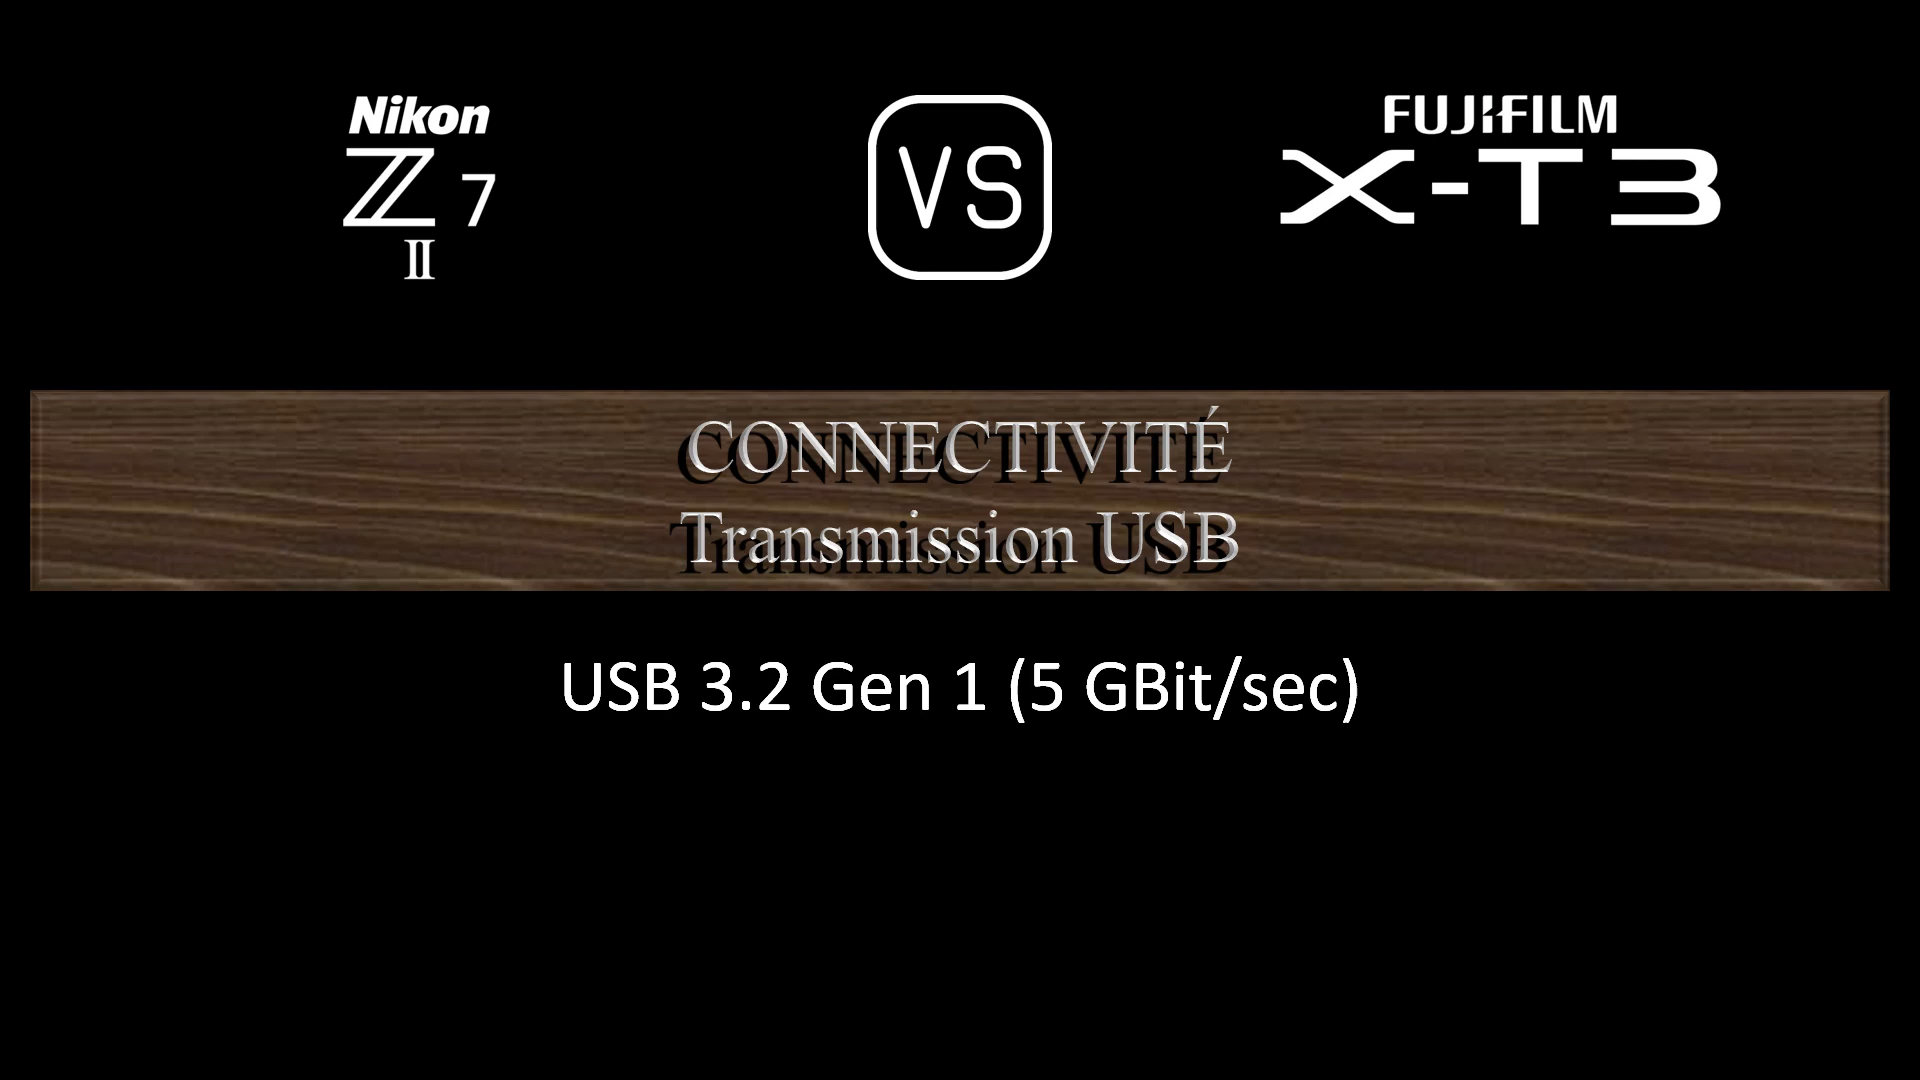 Nikon
Z 7
II
VS
FUJIFILM
X-T3
CONNECTIVITÉ
Transmission USB
USB 3.2 Gen 1 (5 GBit/sec)